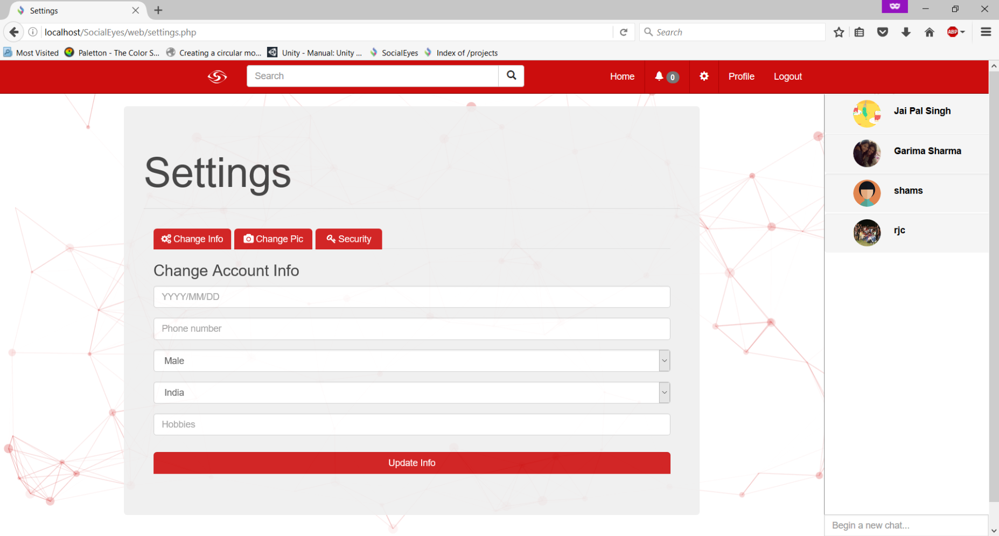 Settings
localhost/SocialEyes/web/settings.php
Search
ABP
Most Visited
Paletton - The Color S...
Creating a circular mo...
Unity - Manual: Unity ...
SocialEyes
Index of /projects
Search
Home
0
Profile
Logout
Jai Pal Singh
Garima Sharma
shams
rjc
Settings
Change Info
Change Pic
Security
Change Account Info
YYYY/MM/DD
Phone number
Male
India
Hobbies
Update Info
Begin a new chat...